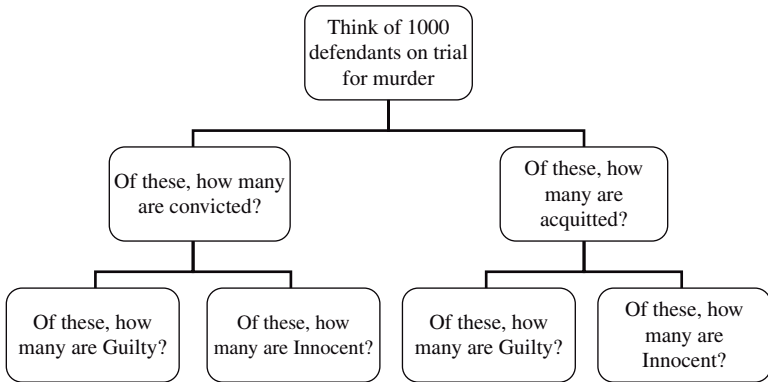 Think of 1000
defendants on trial
for murder
Of these, how many
are convicted?
Of these, how
many are
acquitted?
Of these, how
many are Guilty?
Of these, how
many are Innocent?
Of these, how
many are Guilty?
Of these, how
many are
Innocent?